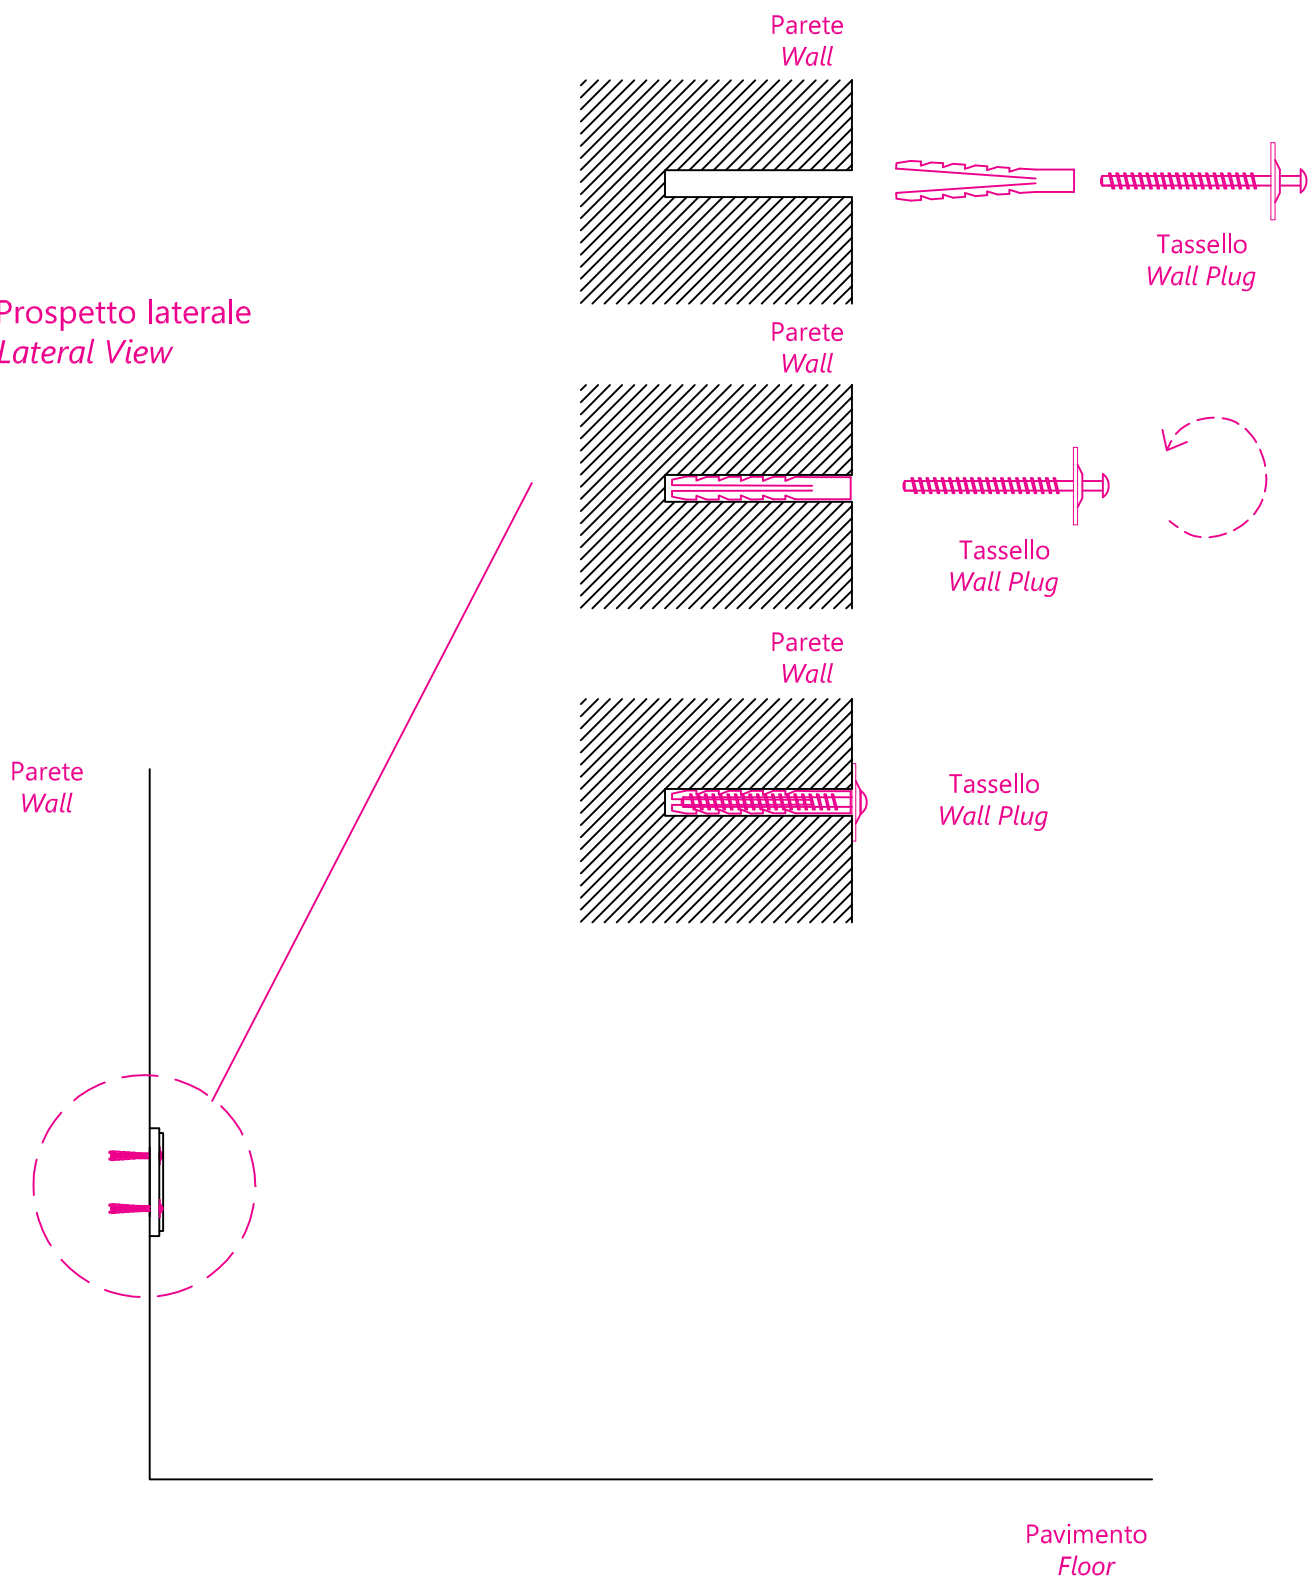 Parete
Wall
Tassello
Wall Plug
Prospetto laterale
Lateral View
Parete
Wall
Tassello
Wall Plug
Parete
Wall
Parete
Wall
Tassello
Wall Plug
Pavimento
Floor